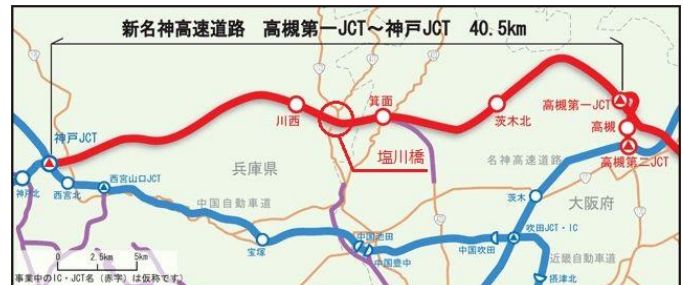 新名神高速道路 高槻第一JCT～神戸JCT 40.5km
川西
箕面
茨木北
高槻第一JCT
高槻
高槻第二JCT
神戸JCT
塩川橋
兵庫県
名神高速道路
神戸北
西宮北
西宮山口JCT
中国自動車道
茨木
大阪府
宝塚
中国池田
中国豊中
中国吹田
吹田JCT・IC
近畿自動車道
摂津北
0 2.5km 5km
事業中のIC・JCT名（赤字）は仮称です